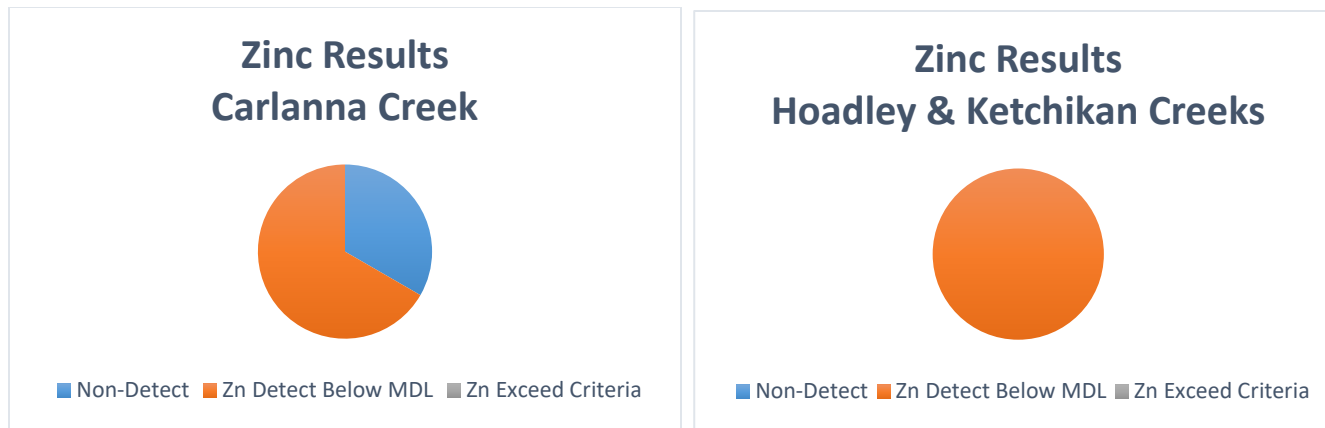 Zinc Results
Carlanna Creek
Non-Detect Zn Detect Below MDL Zn Exceed Criteria
Zinc Results
Hoadley & Ketchikan Creeks
Non-Detect Zn Detect Below MDL Zn Exceed Criteria